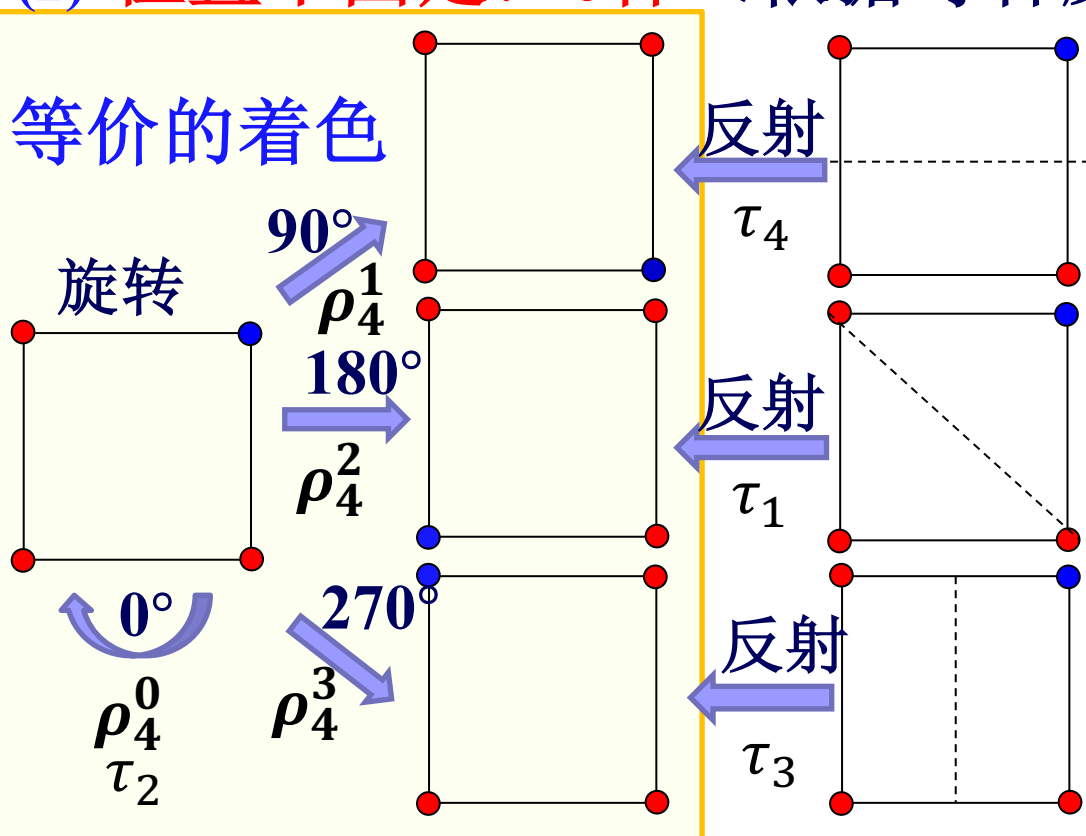 (2)
等价的着色
旋转
90°
ρ₄¹
180°
ρ₄²
270°
ρ₄³
0°
ρ₄⁰
τ₂
反射
τ₄
反射
τ₁
反射
τ₃